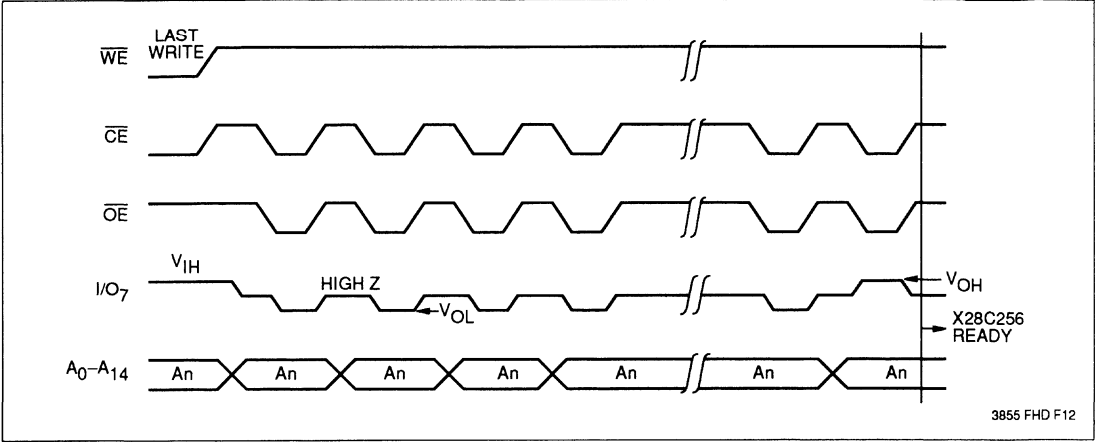 LAST
WRITE
WE
CE
OE
VIH
I/O7
HIGH Z
VOL
VOH
X28C256
READY
A0–A14
An An An An An An An
3855 FHD F12